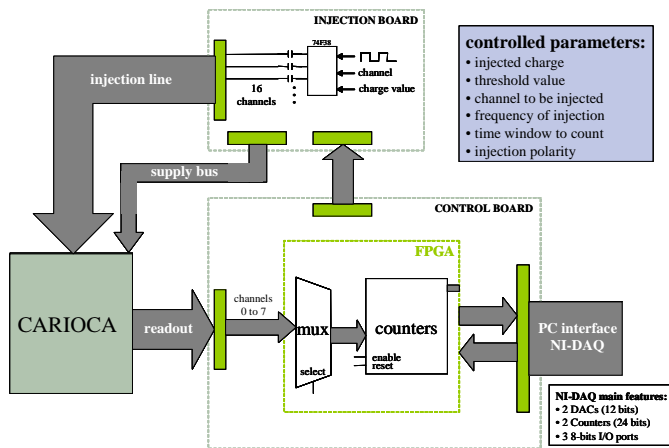 INJECTION BOARD
74F38
injection line
channel
16
channels
charge value
controlled parameters:
• injected charge
• threshold value
• channel to be injected
• frequency of injection
• time window to count
• injection polarity
supply bus
CONTROL BOARD
FPGA
CARIOCA
readout
channels
0 to 7
mux
select
counters
enable
reset
PC interface
NI-DAQ
NI-DAQ main features:
• 2 DACs (12 bits)
• 2 Counters (24 bits)
• 3 8-bits I/O ports